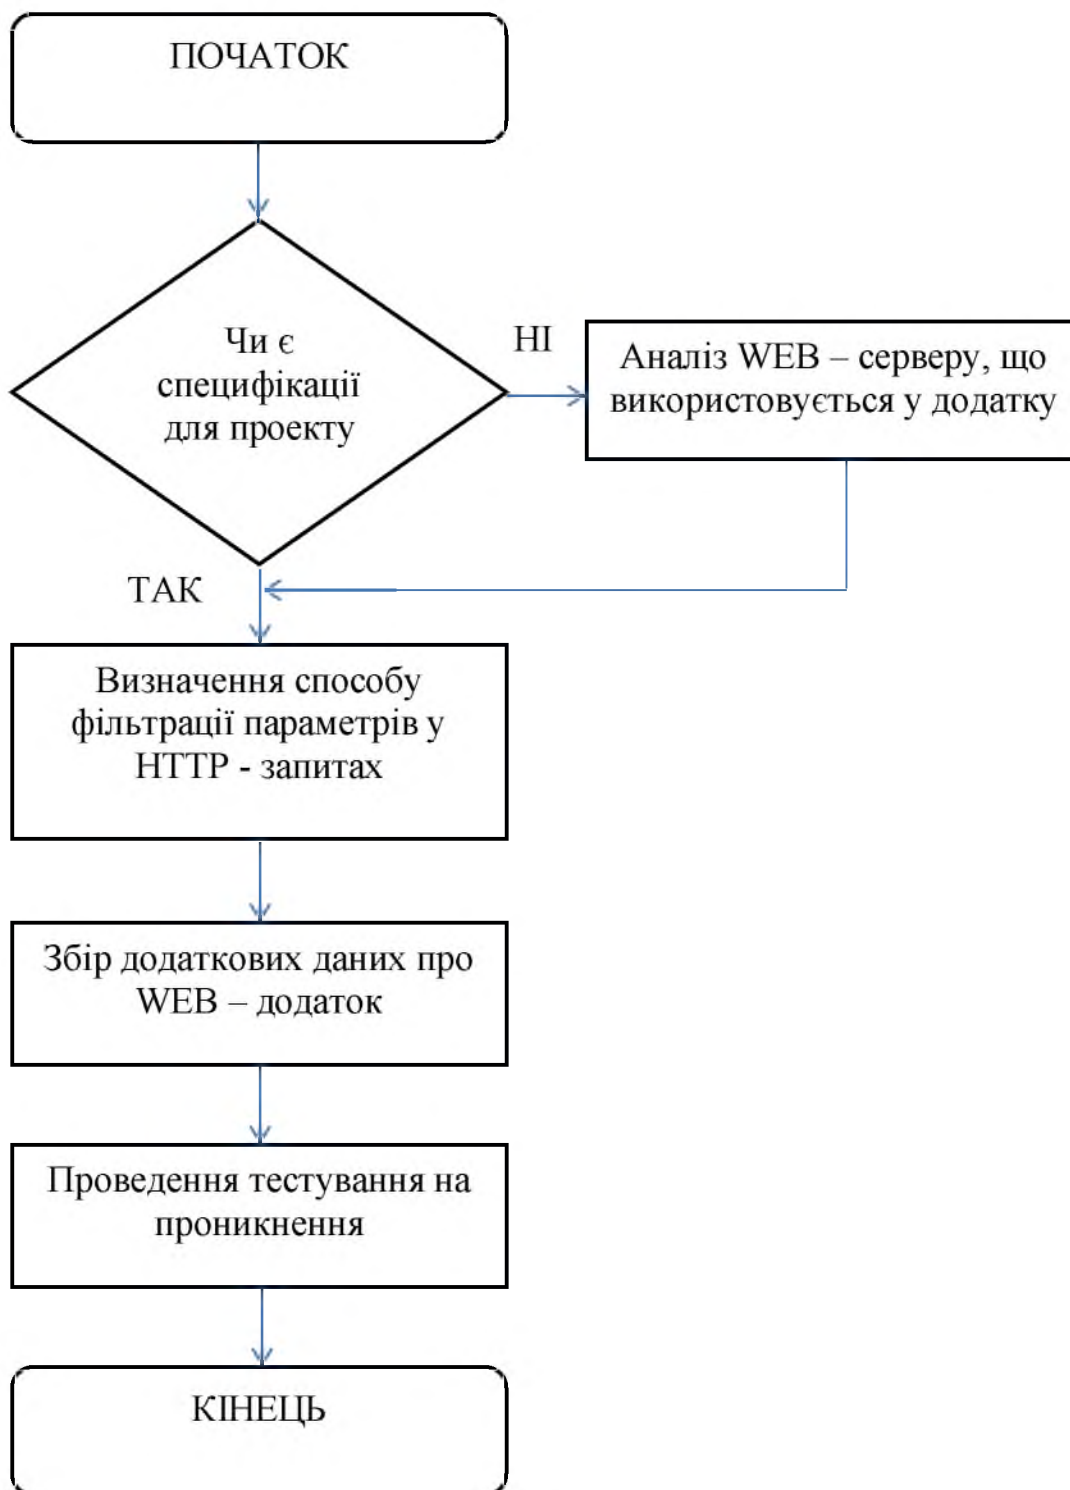 ПОЧАТОК
Чи є
специфікації
для проекту
НІ
Аналіз WEB – серверу, що
використовується у додатку
ТАК
Визначення способу
фільтрації параметрів у
HTTP - запитах
Збір додаткових даних про
WEB – додаток
Проведення тестування на
проникнення
КІНЕЦЬ